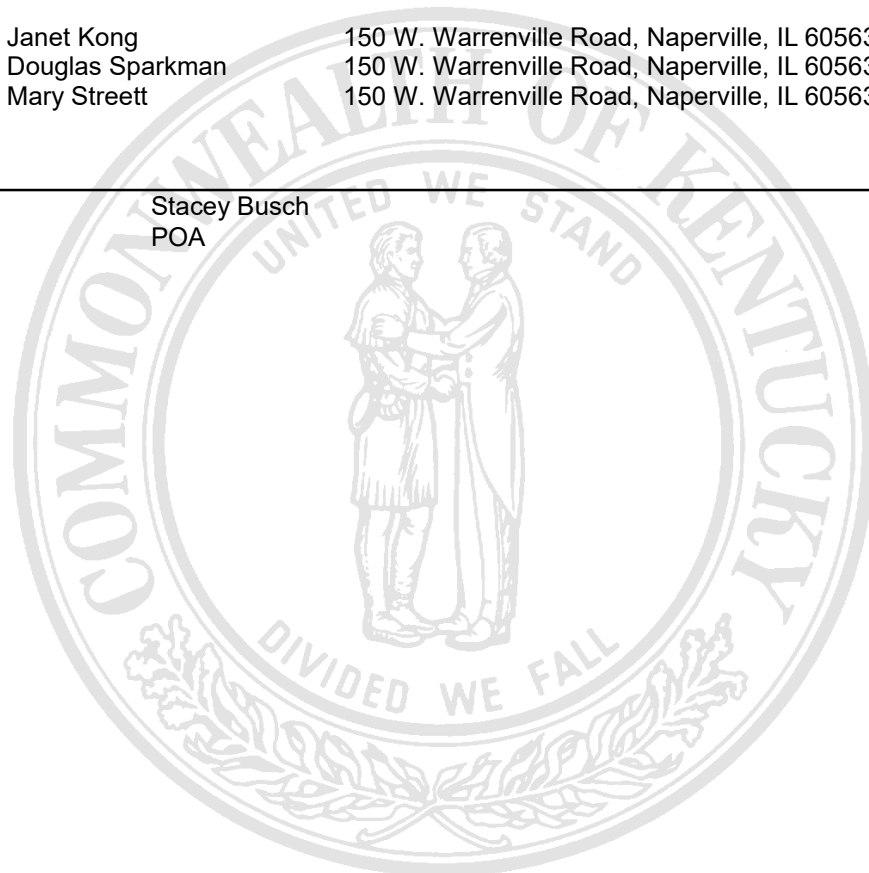 Janet Kong 150 W. Warrenville Road, Naperville, IL 60563
Douglas Sparkman 150 W. Warrenville Road, Naperville, IL 60563
Mary Streett 150 W. Warrenville Road, Naperville, IL 60563
Stacey Busch
POA
COMMONWEALTH OF KENTUCKY
UNITED WE STAND
DIVIDED WE FALL